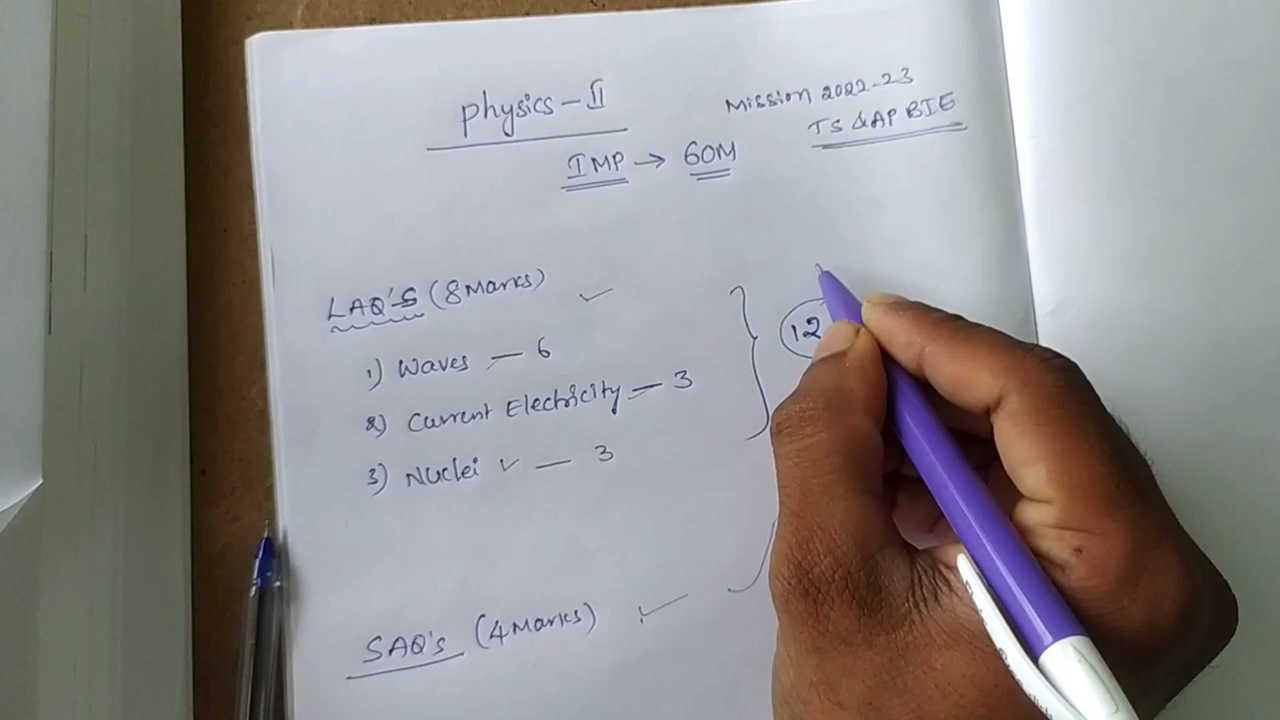 Physics - II
Mission 2022-23
TS & AP BIE
IMP → 60M
LAQ'S (8 Marks) ✓
1) Waves — 6
2) Current Electricity — 3
3) Nuclei ✓ — 3
12
SAQ's (4 Marks) ✓